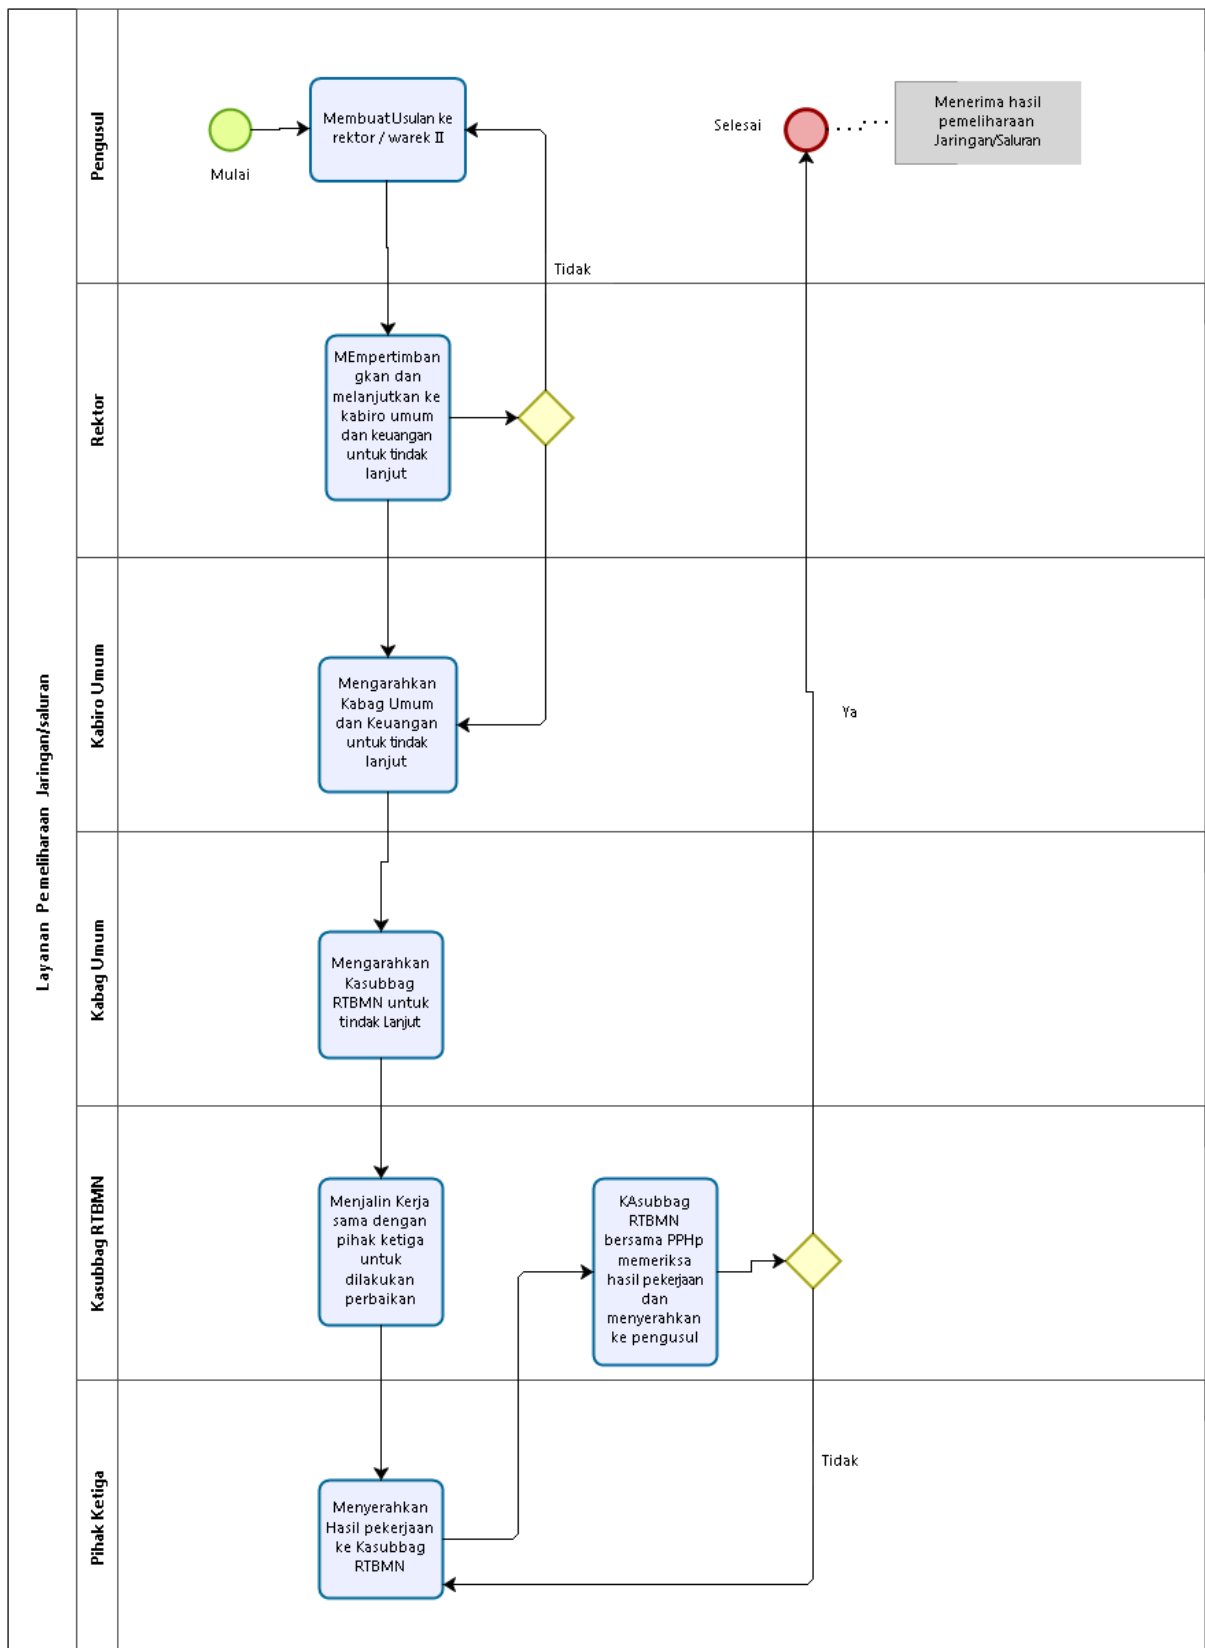 Layanan Pemeliharaan Jaringan/saluran
Pengusul
Mulai
Membuat Usulan ke
rektor / warek II
Selesai
Menerima hasil
pemeliharaan
Jaringan/Saluran
Tidak
Rektor
MEmpertimban
gkan dan
melanjutkan ke
kabiro umum
dan keuangan
untuk tindak
lanjut
Kabiro Umum
Mengarahkan
Kabag Umum
dan Keuangan
untuk tindak
lanjut
Ya
Kabag Umum
Mengarahkan
Kasubbag
RTBMN untuk
tindak Lanjut
Kasubbag RTBMN
Menjalin Kerja
sama dengan
pihak ketiga
untuk
dilakukan
perbaikan
KAsubbag
RTBMN
bersama PPHp
memeriksa
hasil pekerjaan
dan
menyerahkan
ke pengusul
Pihak Ketiga
Menyerahkan
Hasil pekerjaan
ke Kasubbag
RTBMN
Tidak